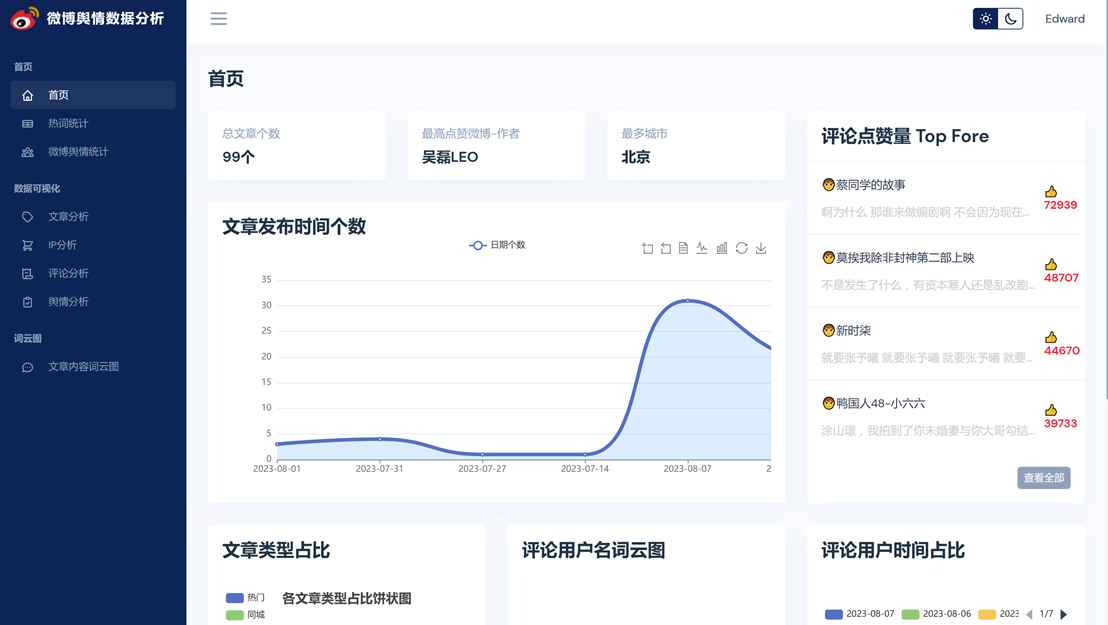 微博舆情数据分析
首页
首页
热词统计
微博舆情统计
数据可视化
文章分析
IP分析
评论分析
舆情分析
词云图
文章内容词云图
Edward
首页
总文章个数
99个
最高点赞微博-作者
吴磊LEO
最多城市
北京
文章发布时间个数
日期个数
35
30
25
20
15
10
5
0
2023-08-01 2023-07-31 2023-07-27 2023-07-14 2023-08-07 2
评论点赞量 Top Fore
蔡同学的故事
啊为什么 那谁来做编剧啊 不会因为现在...
72939
莫挨我除非封神第二部上映
不是发生了什么，有资本塞人还是乱改剧...
48707
新时柒
就要张予曦 就要张予曦 就要张予曦 就要...
44670
鸭国人48-小六六
涂山璟，我拍到了你未婚妻与你大哥勾结...
39733
查看全部
文章类型占比
热门
同城
各文章类型占比饼状图
评论用户名词云图
评论用户时间占比
2023-08-07 2023-08-06 2023 1/7